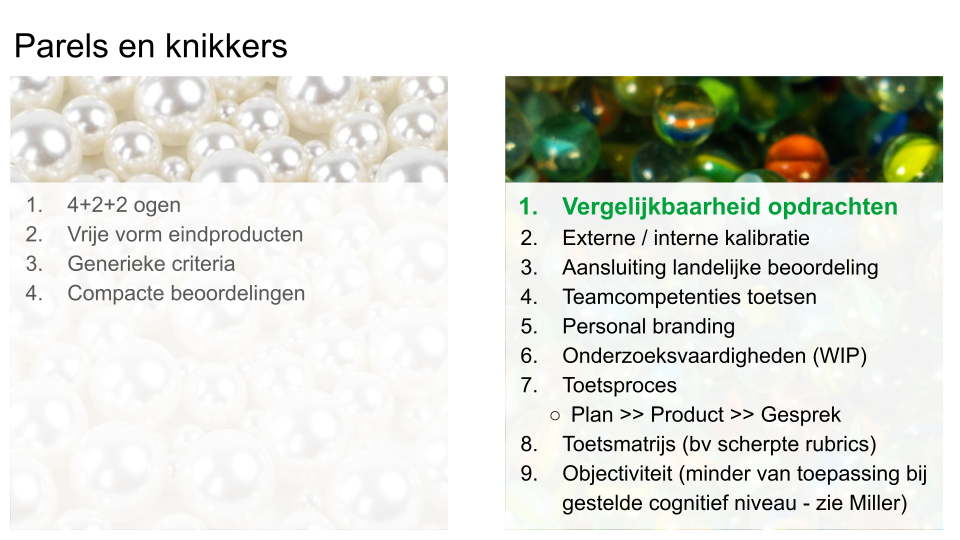 Parels en knikkers
1. 4+2+2 ogen
2. Vrije vorm eindproducten
3. Generieke criteria
4. Compacte beoordelingen
1. Vergelijkbaarheid opdrachten
2. Externe / interne kalibratie
3. Aansluiting landelijke beoordeling
4. Teamcompetenties toetsen
5. Personal branding
6. Onderzoeksvaardigheden (WIP)
7. Toetsproces
○ Plan >> Product >> Gesprek
8. Toetsmatrijs (bv scherpte rubrics)
9. Objectiviteit (minder van toepassing bij
gestelde cognitief niveau - zie Miller)